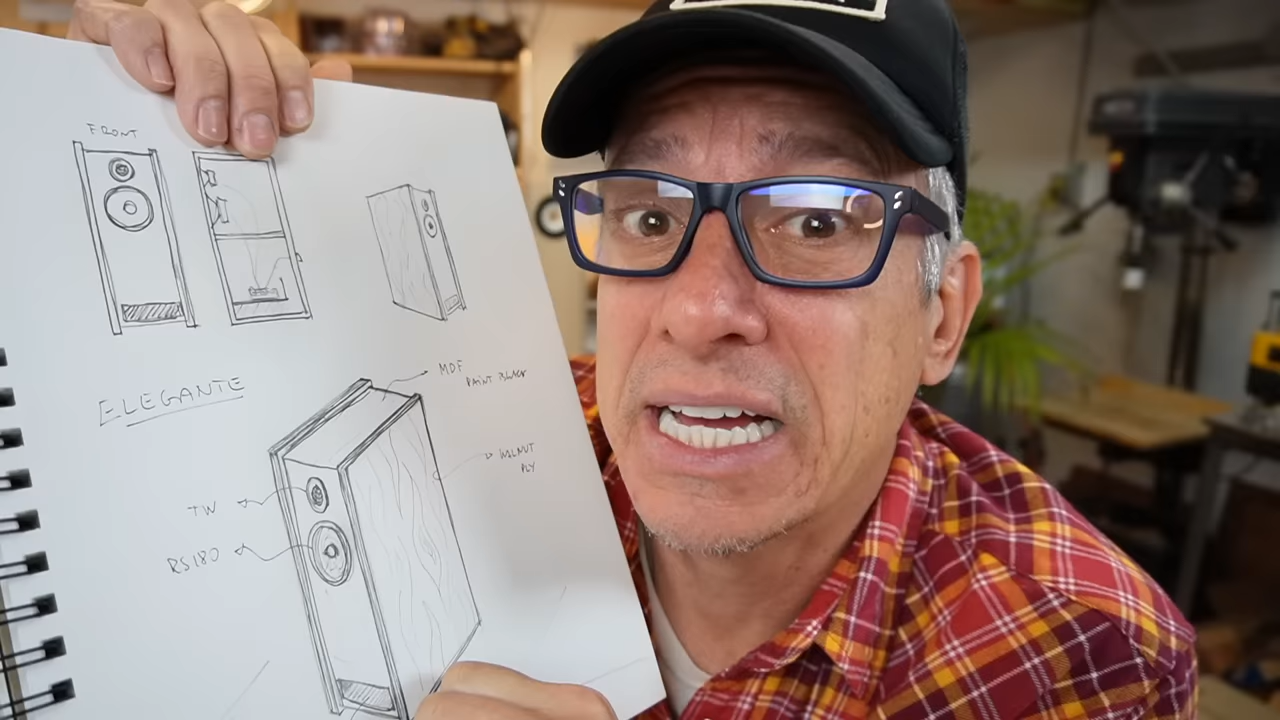 FRONT
ELEGANTE
MDF
PAINT BLACK
WALNUT
PLY
TW
RS180